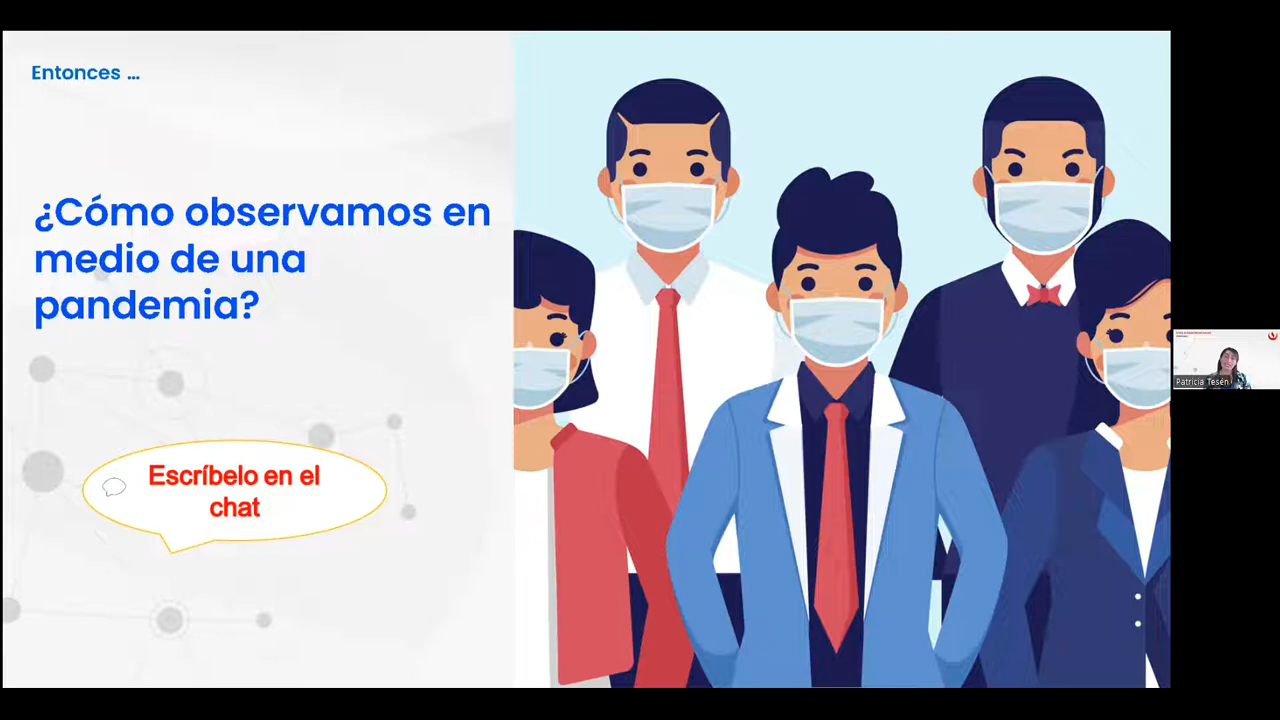 Entonces ...
¿Cómo observamos en
medio de una
pandemia?
Escríbelo en el
chat
Patricia Tesén